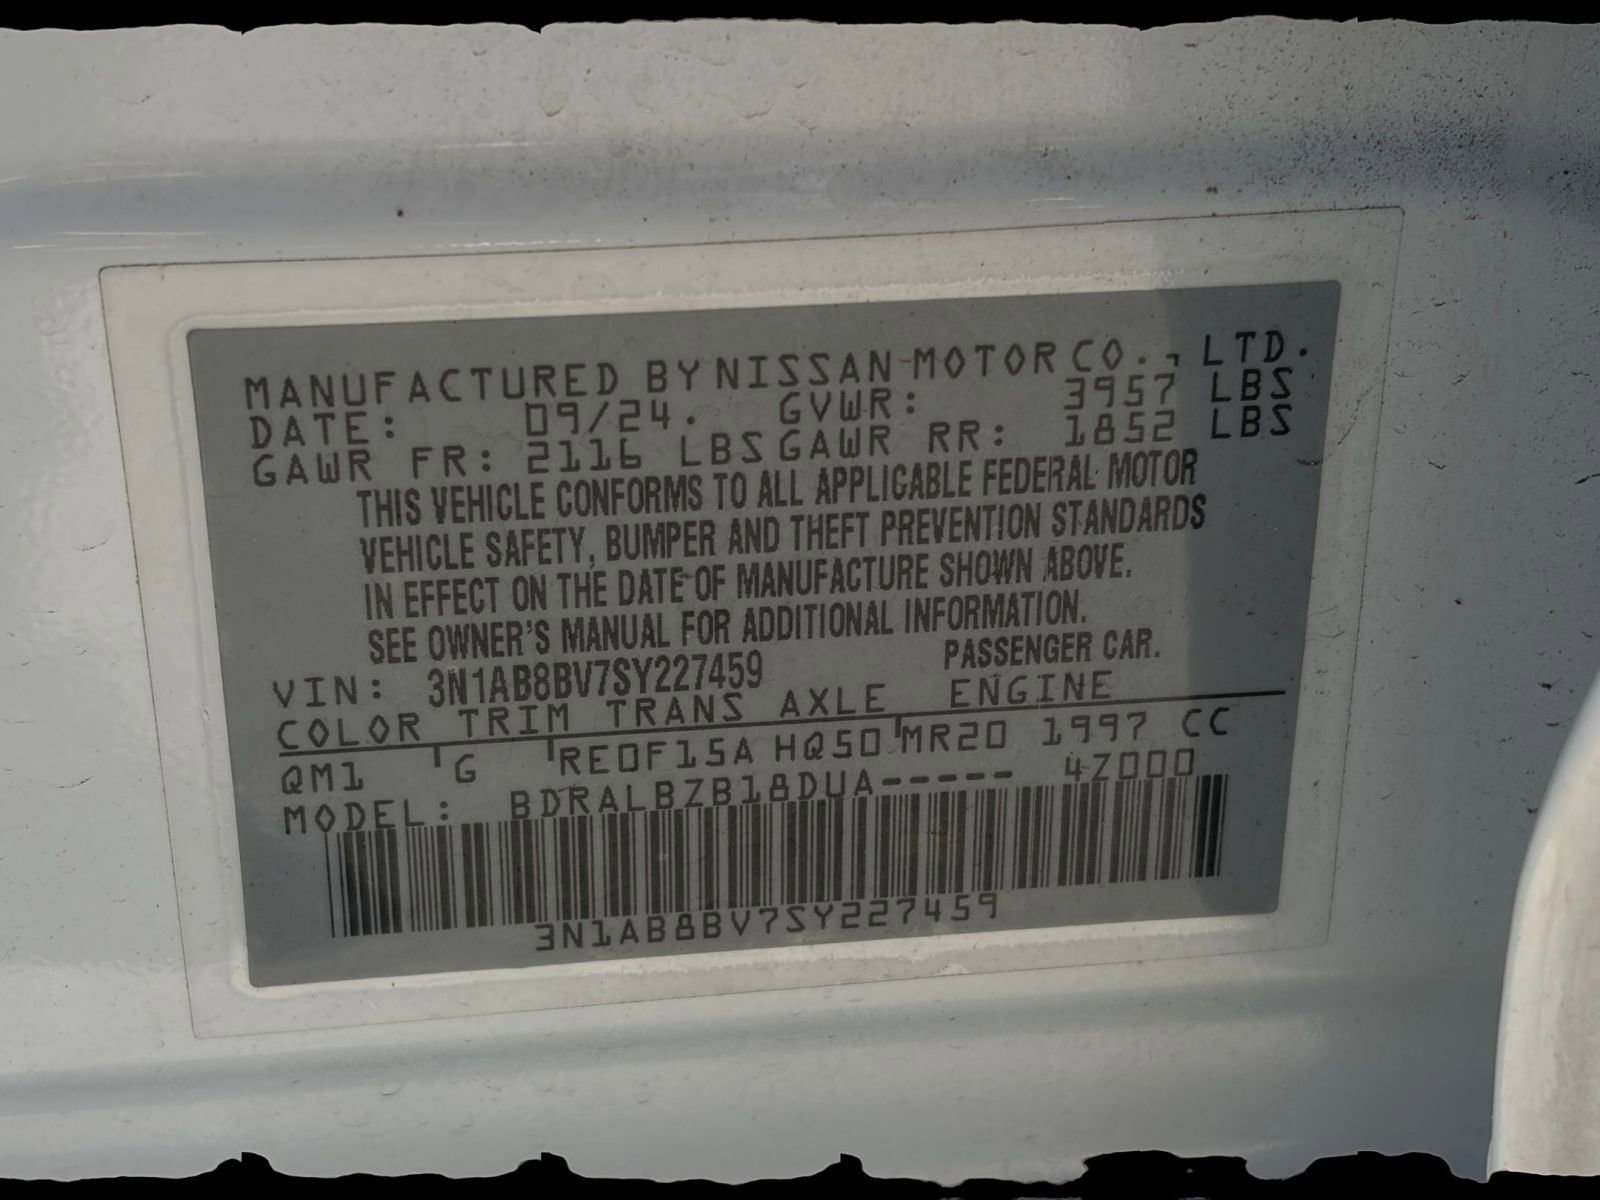 MANUFACTURED BY NISSAN MOTOR CO., LTD.
DATE: 09/24. GVWR: 3957 LBS
GAWR FR: 2116 LBS GAWR RR: 1852 LBS
THIS VEHICLE CONFORMS TO ALL APPLICABLE FEDERAL MOTOR
VEHICLE SAFETY, BUMPER AND THEFT PREVENTION STANDARDS
IN EFFECT ON THE DATE OF MANUFACTURE SHOWN ABOVE.
SEE OWNER'S MANUAL FOR ADDITIONAL INFORMATION.
VIN: 3N1AB8BV7SY227459 PASSENGER CAR.
COLOR TRIM TRANS AXLE ENGINE
QM1 G RE0F15A HQ50 MR20 1997 CC
MODEL: BDRALBZB18DUA----- 4Z000
3N1AB8BV7SY227459